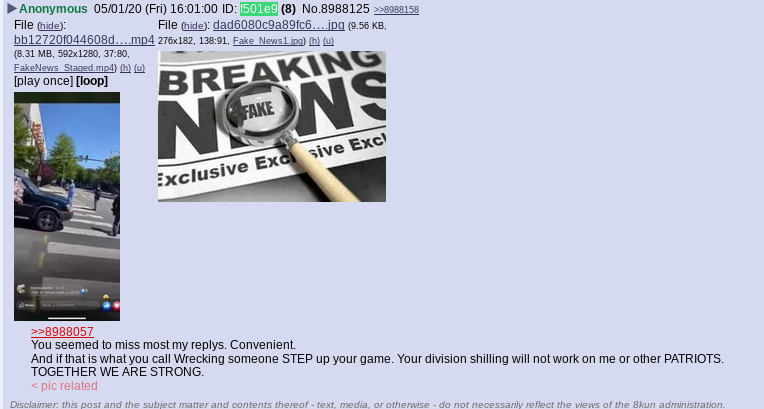 Anonymous 05/01/20 (Fri) 16:01:00 ID: f501e9 (8) No.8988125 >>8988158
File (hide): bb12720f044608d….mp4
(8.31 MB, 592x1280, 37:80, FakeNews_Staged.mp4) (h) (u)
[play once] [loop]
File (hide): dad6080c9a89fc6….jpg (9.56 KB, 276x182, 138:91, Fake_News1.jpg) (h) (u)
BREAKING
NEWS
FAKE
Exclusive Exclusive Exc
>>8988057
You seemed to miss most my replys. Convenient.
And if that is what you call Wrecking someone STEP up your game. Your division shilling will not work on me or other PATRIOTS.
TOGETHER WE ARE STRONG.
< pic related
Disclaimer: this post and the subject matter and contents thereof - text, media, or otherwise - do not necessarily reflect the views of the 8kun administration.